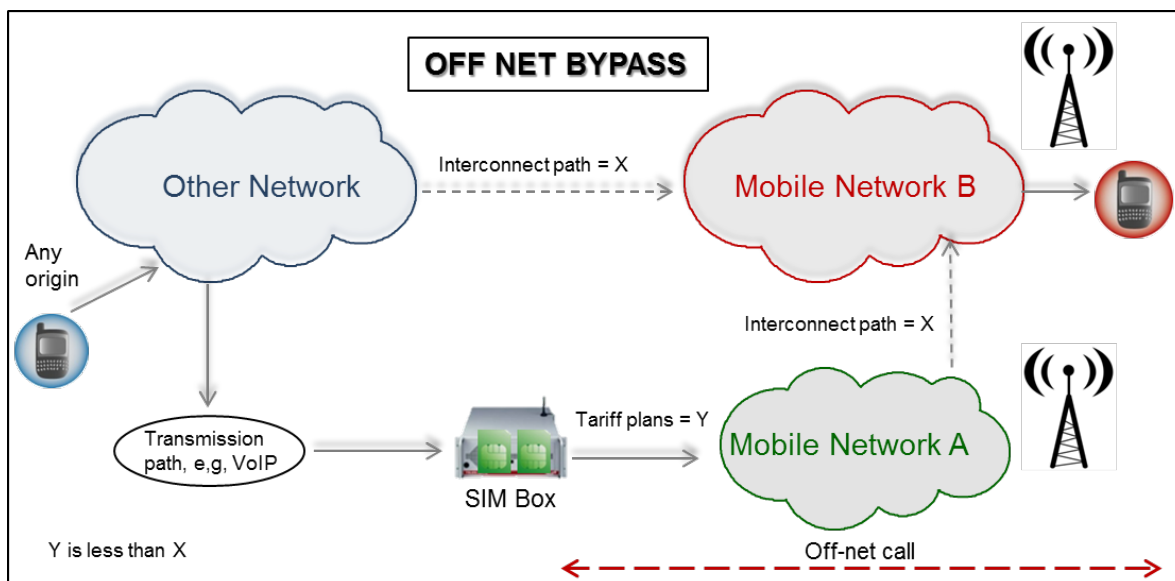 OFF NET BYPASS
Other Network
Interconnect path = X
Mobile Network B
Any
origin
Interconnect path = X
Transmission
path, e,g, VoIP
Tariff plans = Y
Mobile Network A
SIM Box
Y is less than X
Off-net call